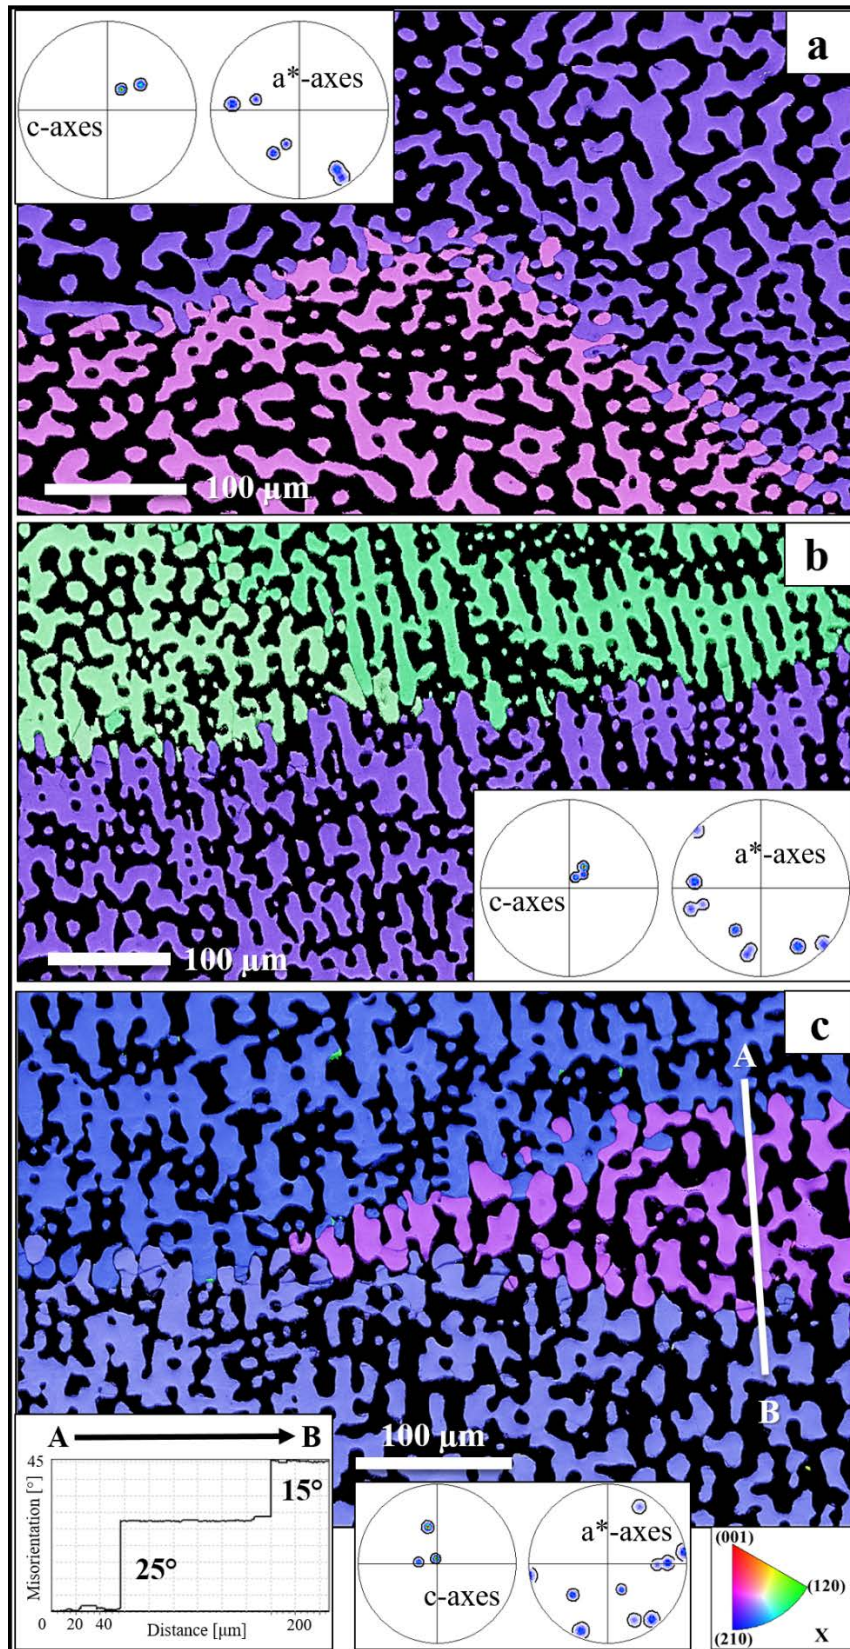 a
a*-axes
c-axes
100 µm
b
a*-axes
c-axes
100 µm
c
A
B
100 µm
A B
45
Misorientation [°]
15°
25°
0 20 40 200
Distance [µm]
a*-axes
c-axes
(001)
(120)
(210) X